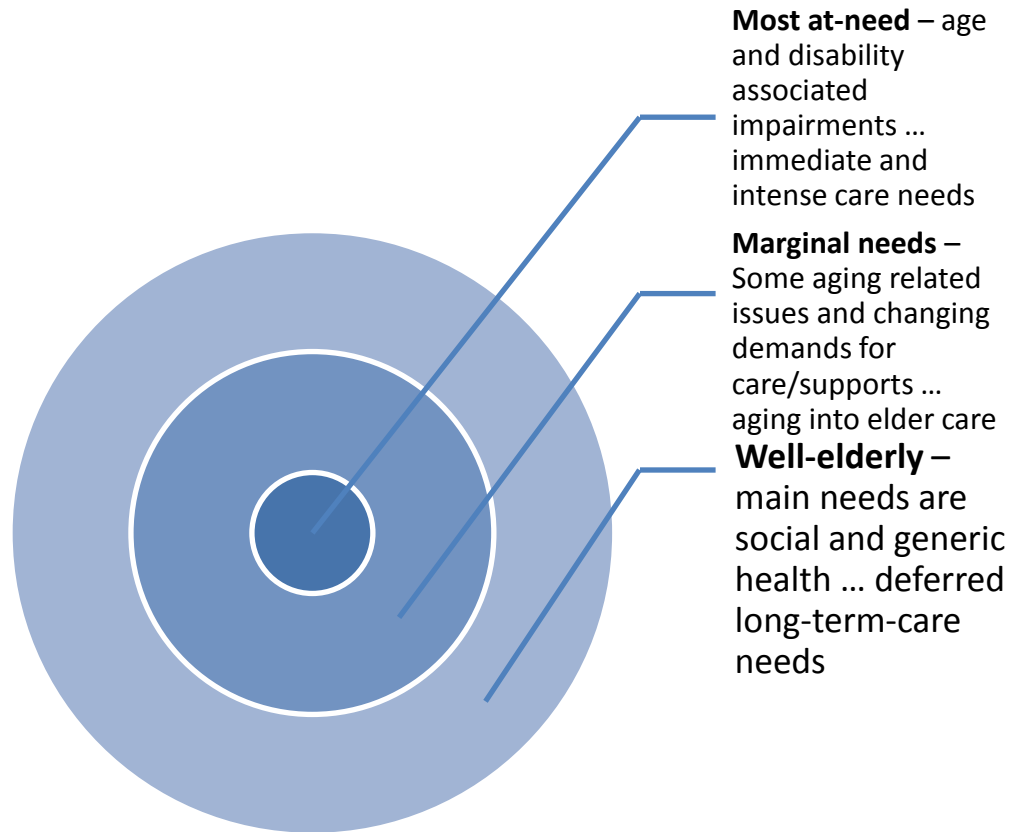 Most at-need – age
and disability
associated
impairments …
immediate and
intense care needs
Marginal needs –
Some aging related
issues and changing
demands for
care/supports …
aging into elder care
Well-elderly –
main needs are
social and generic
health … deferred
long-term-care
needs